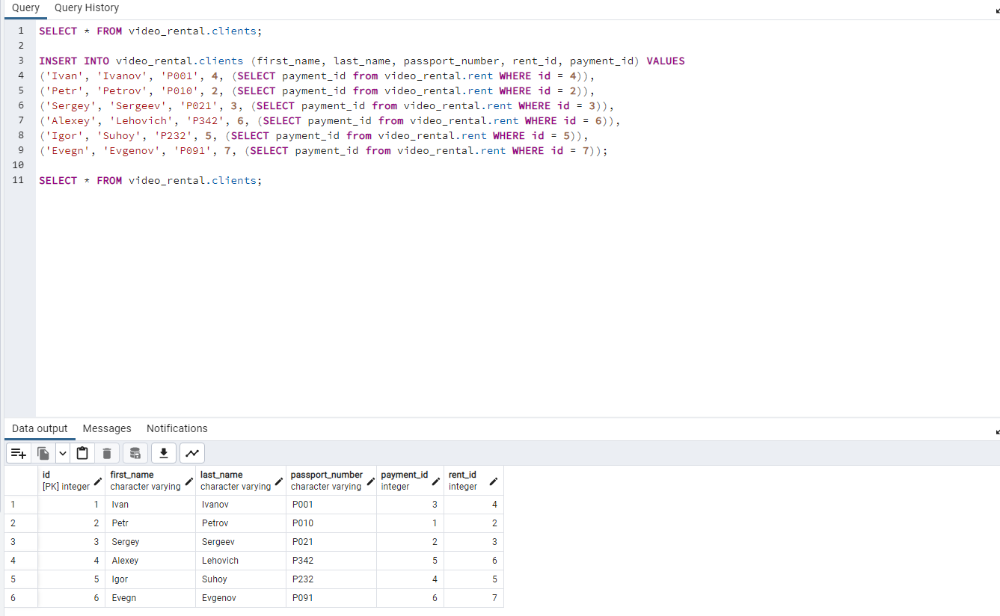 Query Query History
1 SELECT * FROM video_rental.clients;
2
3 INSERT INTO video_rental.clients (first_name, last_name, passport_number, rent_id, payment_id) VALUES
4 ('Ivan', 'Ivanov', 'P001', 4, (SELECT payment_id from video_rental.rent WHERE id = 4)),
5 ('Petr', 'Petrov', 'P010', 2, (SELECT payment_id from video_rental.rent WHERE id = 2)),
6 ('Sergey', 'Sergeev', 'P021', 3, (SELECT payment_id from video_rental.rent WHERE id = 3)),
7 ('Alexey', 'Lehovich', 'P342', 6, (SELECT payment_id from video_rental.rent WHERE id = 6)),
8 ('Igor', 'Suhoy', 'P232', 5, (SELECT payment_id from video_rental.rent WHERE id = 5)),
9 ('Evegn', 'Evgenov', 'P091', 7, (SELECT payment_id from video_rental.rent WHERE id = 7));
10
11 SELECT * FROM video_rental.clients;
Data output Messages Notifications
id first_name last_name passport_number payment_id rent_id
[PK] integer character varying character varying character varying integer integer
1 1 Ivan Ivanov P001 3 4
2 2 Petr Petrov P010 1 2
3 3 Sergey Sergeev P021 2 3
4 4 Alexey Lehovich P342 5 6
5 5 Igor Suhoy P232 4 5
6 6 Evegn Evgenov P091 6 7